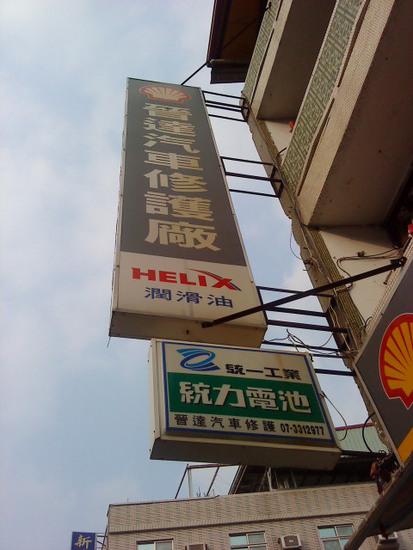 晉達汽車修護廠
HELIX
潤滑油
統一工業
統力電池
晉達汽車修護 07-3312977
新